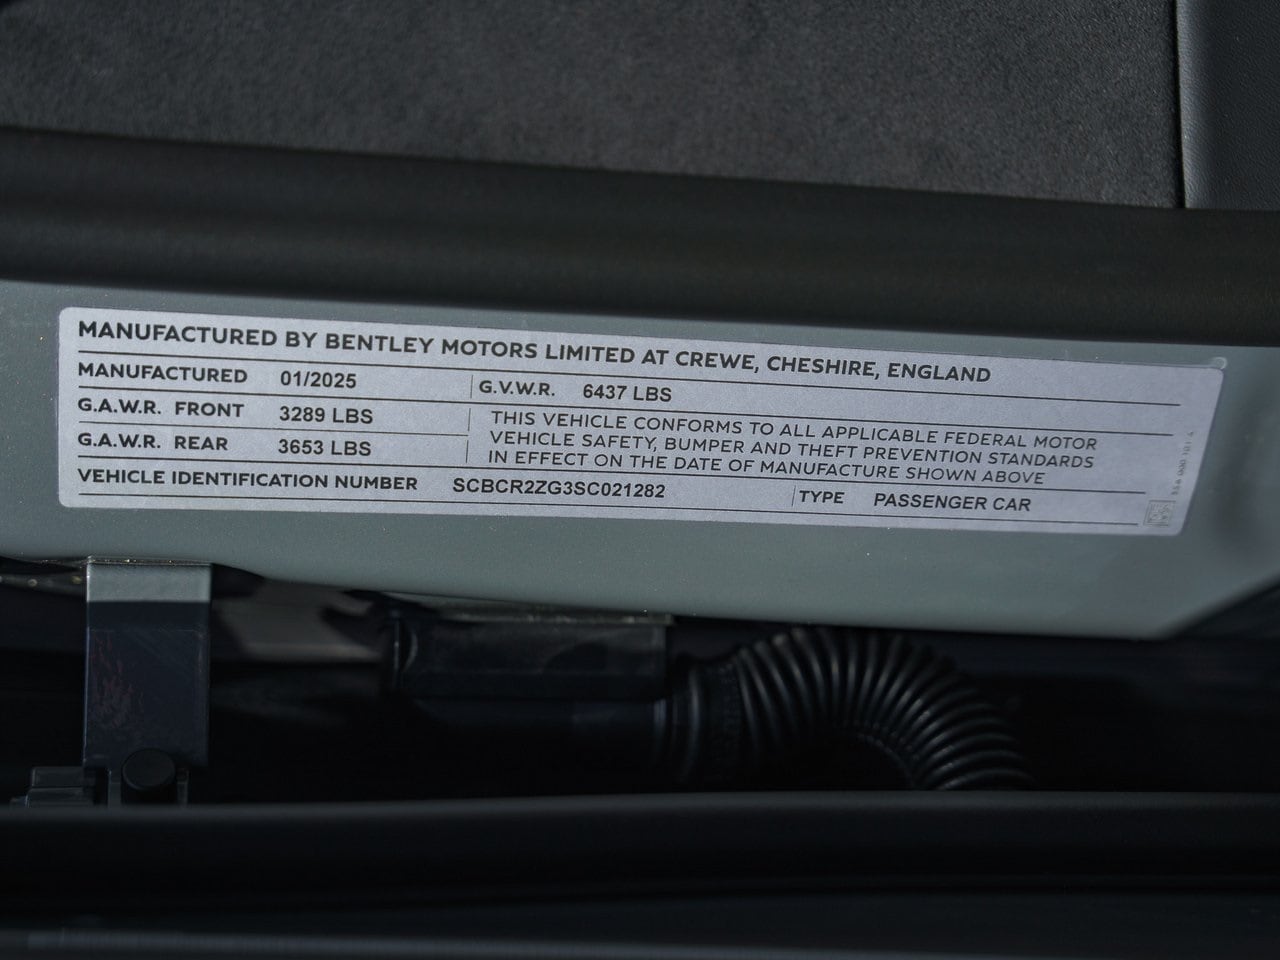 MANUFACTURED BY BENTLEY MOTORS LIMITED AT CREWE, CHESHIRE, ENGLAND
MANUFACTURED 01/2025 G.V.W.R. 6437 LBS
G.A.W.R. FRONT 3289 LBS
G.A.W.R. REAR 3653 LBS
THIS VEHICLE CONFORMS TO ALL APPLICABLE FEDERAL MOTOR
VEHICLE SAFETY, BUMPER AND THEFT PREVENTION STANDARDS
IN EFFECT ON THE DATE OF MANUFACTURE SHOWN ABOVE
VEHICLE IDENTIFICATION NUMBER SCBCR2ZG3SC021282 TYPE PASSENGER CAR